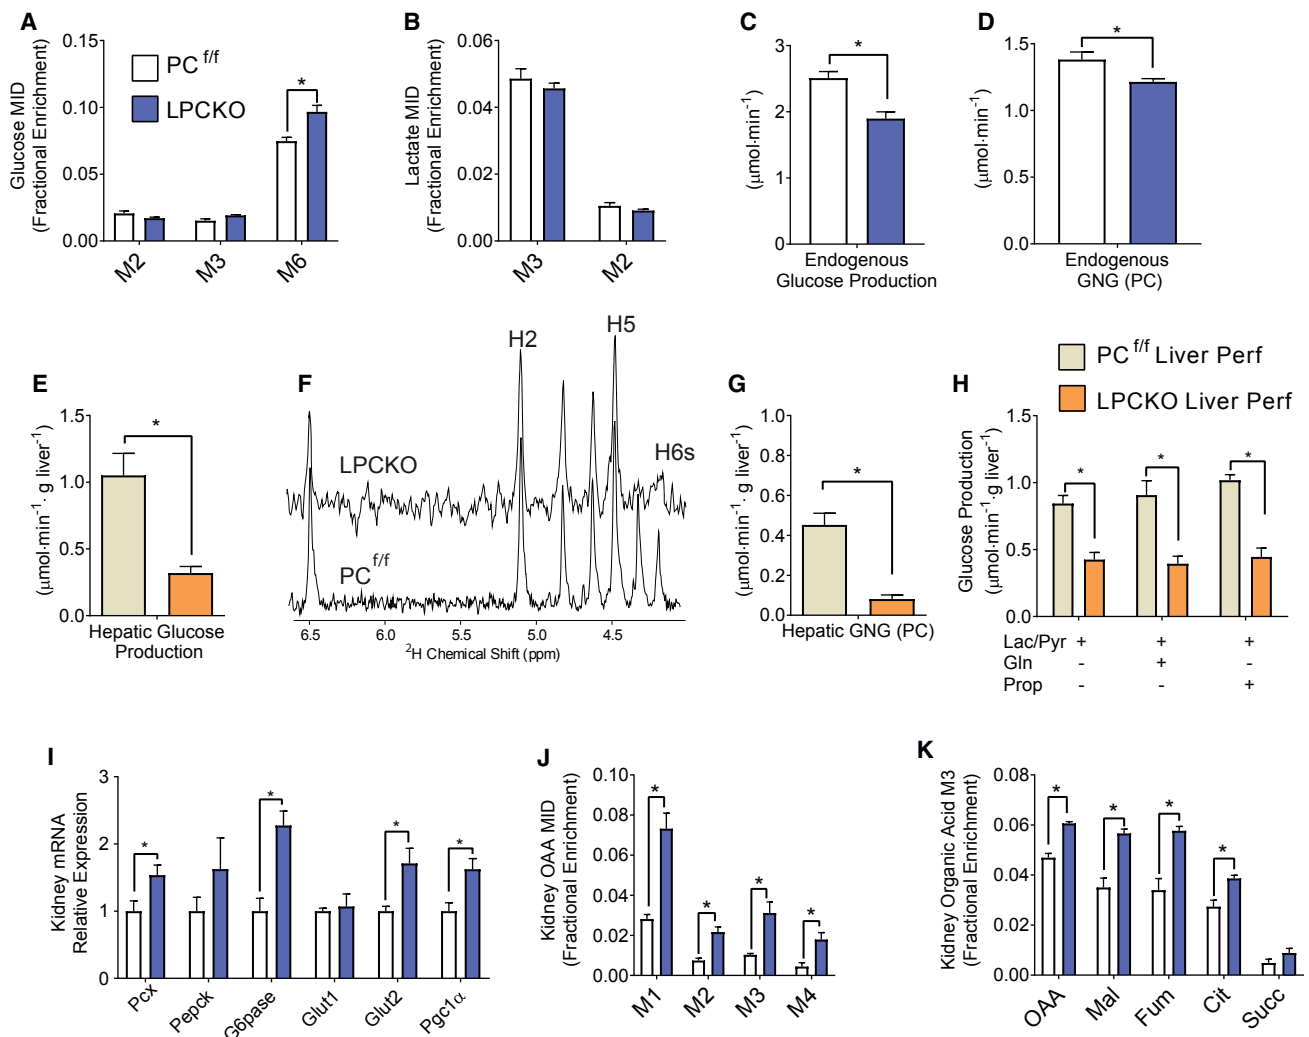 A
Glucose MID
(Fractional Enrichment)
0.15
0.10
0.05
0.00
PC f/f
LPCKO
*
M2
M3
M6
B
Lactate MID
(Fractional Enrichment)
0.06
0.04
0.02
0.00
M3
M2
C
(μmol·min-1)
3
2
1
0
*
Endogenous
Glucose Production
D
(μmol·min-1)
1.5
1.0
0.5
0.0
*
Endogenous
GNG (PC)
E
(μmol·min-1· g liver-1)
1.5
1.0
0.5
0.0
*
Hepatic Glucose
Production
F
H2
H5
H6s
LPCKO
PC f/f
6.5
6.0
5.5
5.0
4.5
2H Chemical Shift (ppm)
G
(μmol·min-1· g liver-1)
1.0
0.8
0.6
0.4
0.2
0.0
*
Hepatic GNG (PC)
PC f/f Liver Perf
LPCKO Liver Perf
H
Glucose Production
(μmol·min-1· g liver-1)
1.5
1.0
0.5
0.0
* * *
Lac/Pyr + + +
Gln - + -
Prop - - +
I
Kidney mRNA
Relative Expression
3
2
1
0
* * * *
Pcx
Pepck
G6pase
Glut1
Glut2
Pgc1α
J
Kidney OAA MID
(Fractional Enrichment)
0.10
0.08
0.06
0.04
0.02
0.00
* * * *
M1
M2
M3
M4
K
Kidney Organic Acid M3
(Fractional Enrichment)
0.08
0.06
0.04
0.02
0.00
* * * *
OAA
Mal
Fum
Cit
Succ